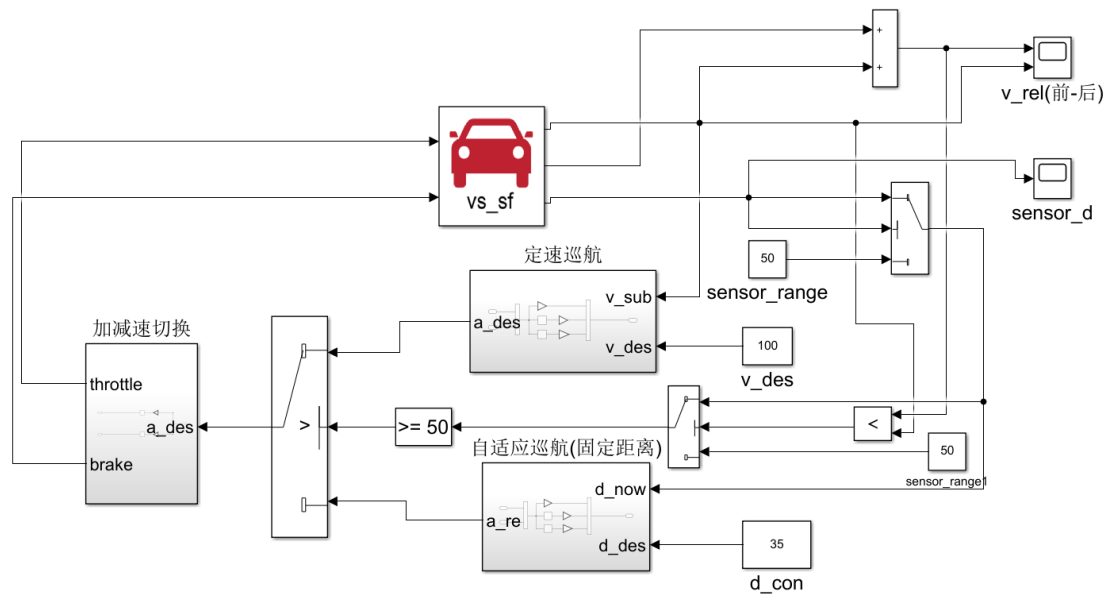 +
+
v_rel(前-后)
vs_sf
sensor_d
50
sensor_range
定速巡航
v_sub
a_des
v_des
100
v_des
加减速切换
throttle
a_des
brake
>
>= 50
<
50
sensor_range1
自适应巡航(固定距离)
d_now
a_re
d_des
35
d_con